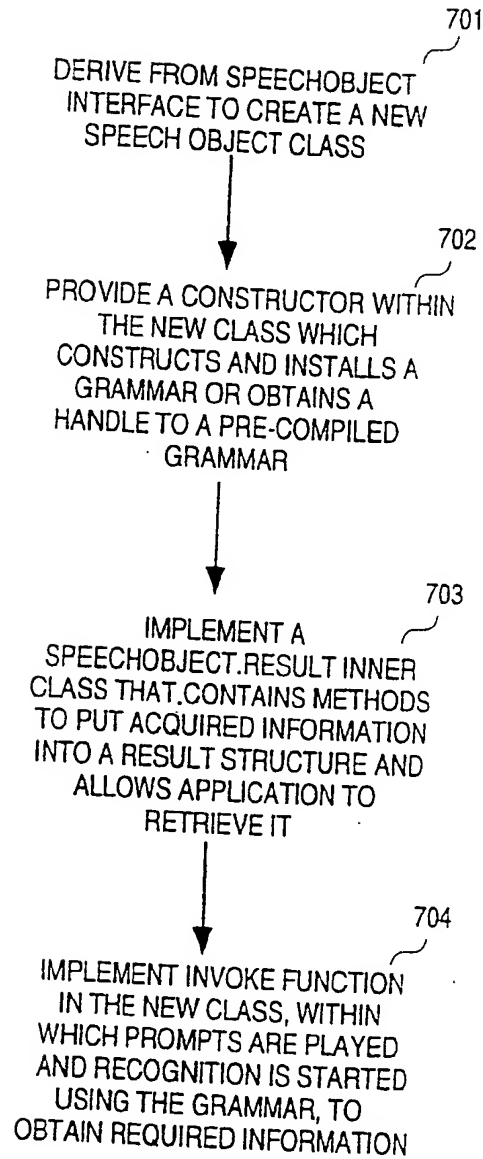 701
DERIVE FROM SPEECHOBJECT
INTERFACE TO CREATE A NEW
SPEECH OBJECT CLASS
702
PROVIDE A CONSTRUCTOR WITHIN
THE NEW CLASS WHICH
CONSTRUCTS AND INSTALLS A
GRAMMAR OR OBTAINS A
HANDLE TO A PRE-COMPILED
GRAMMAR
703
IMPLEMENT A
SPEECHOBJECT.RESULT INNER
CLASS THAT.CONTAINS METHODS
TO PUT ACQUIRED INFORMATION
INTO A RESULT STRUCTURE AND
ALLOWS APPLICATION TO
RETRIEVE IT
704
IMPLEMENT INVOKE FUNCTION
IN THE NEW CLASS, WITHIN
WHICH PROMPTS ARE PLAYED
AND RECOGNITION IS STARTED
USING THE GRAMMAR, TO
OBTAIN REQUIRED INFORMATION